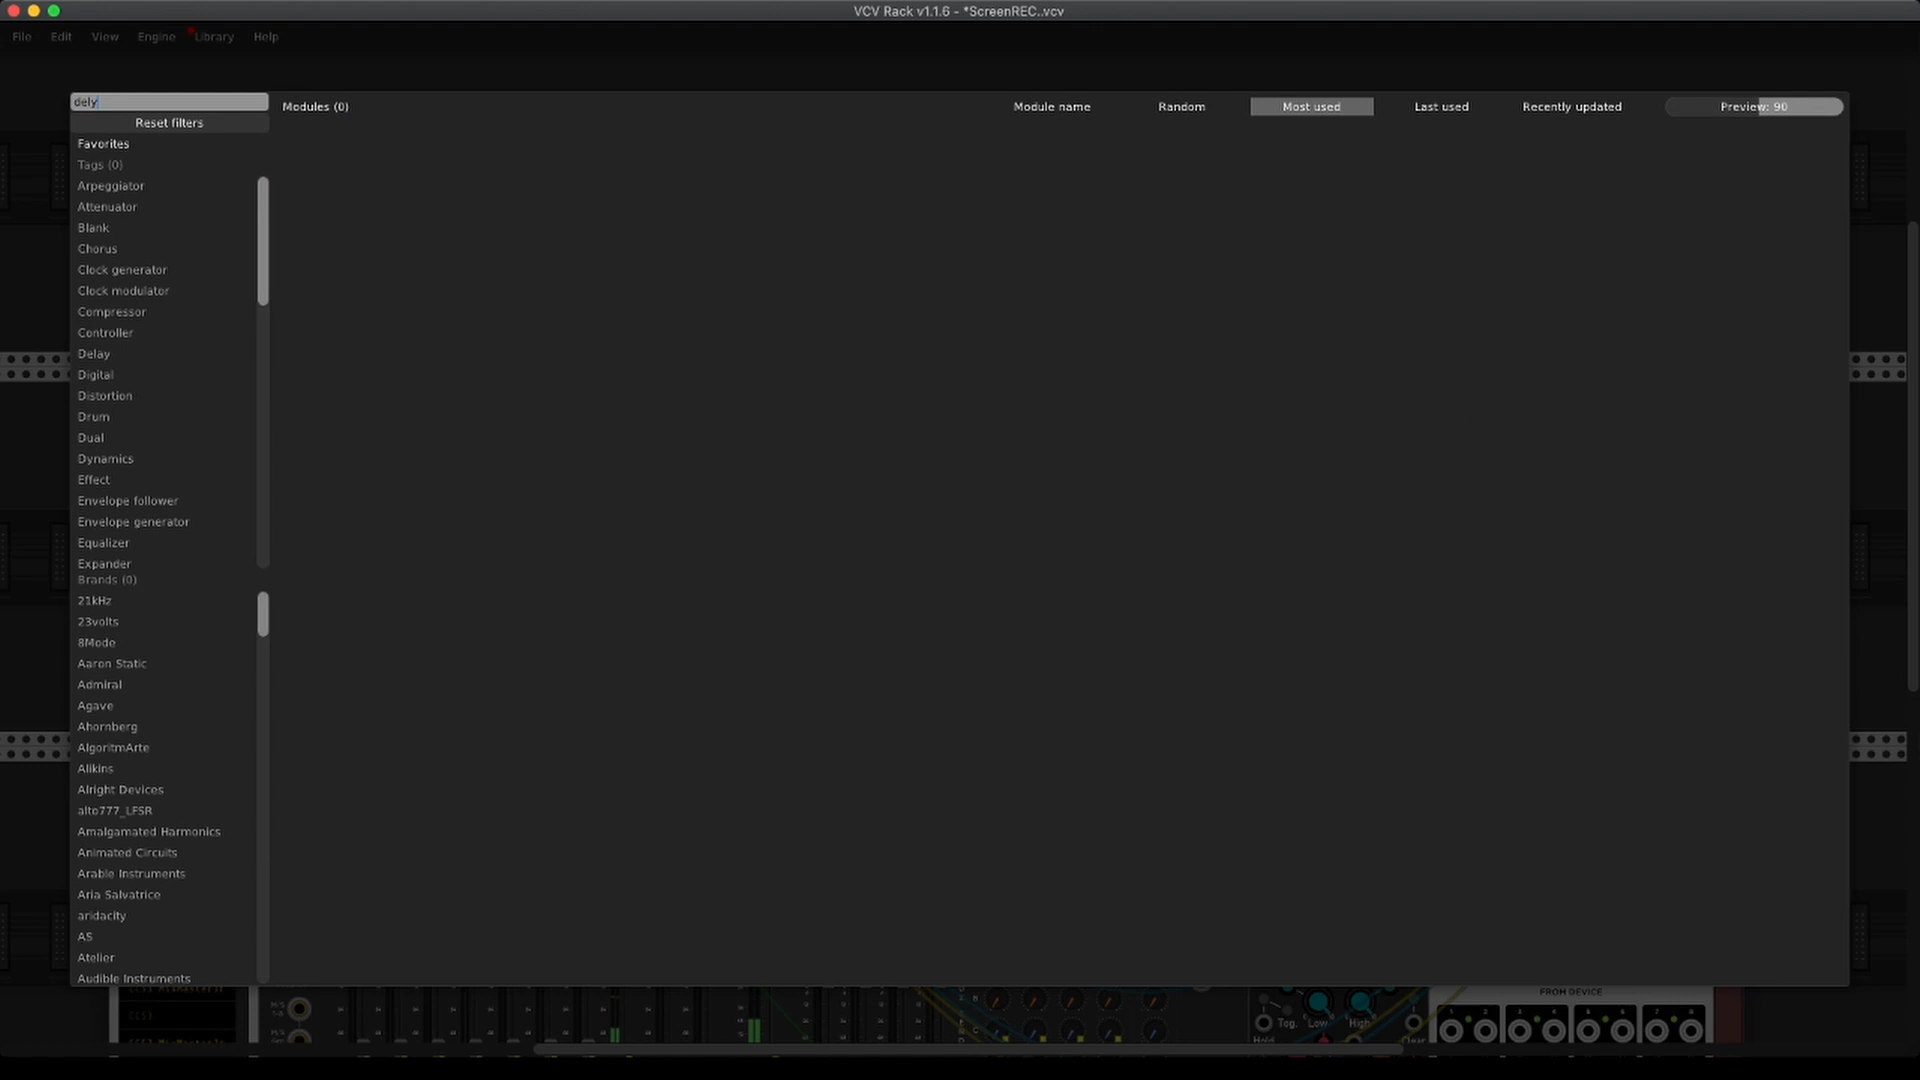 VCV Rack v1.1.6 - *ScreenREC..vcv
File Edit View Engine Library Help
dely
Modules (0) Module name Random Most used Last used Recently updated Preview: 90
Reset filters
Favorites
Tags (0)
Arpeggiator
Attenuator
Blank
Chorus
Clock generator
Clock modulator
Compressor
Controller
Delay
Digital
Distortion
Drum
Dual
Dynamics
Effect
Envelope follower
Envelope generator
Equalizer
Expander
Brands (0)
21kHz
23volts
8Mode
Aaron Static
Admiral
Agave
Ahornberg
AlgoritmArte
Alikins
Alright Devices
alto777_LFSR
Amalgamated Harmonics
Animated Circuits
Arable Instruments
Aria Salvatrice
aridacity
AS
Atelier
Audible Instruments
FROM DEVICE
Tog. Low High